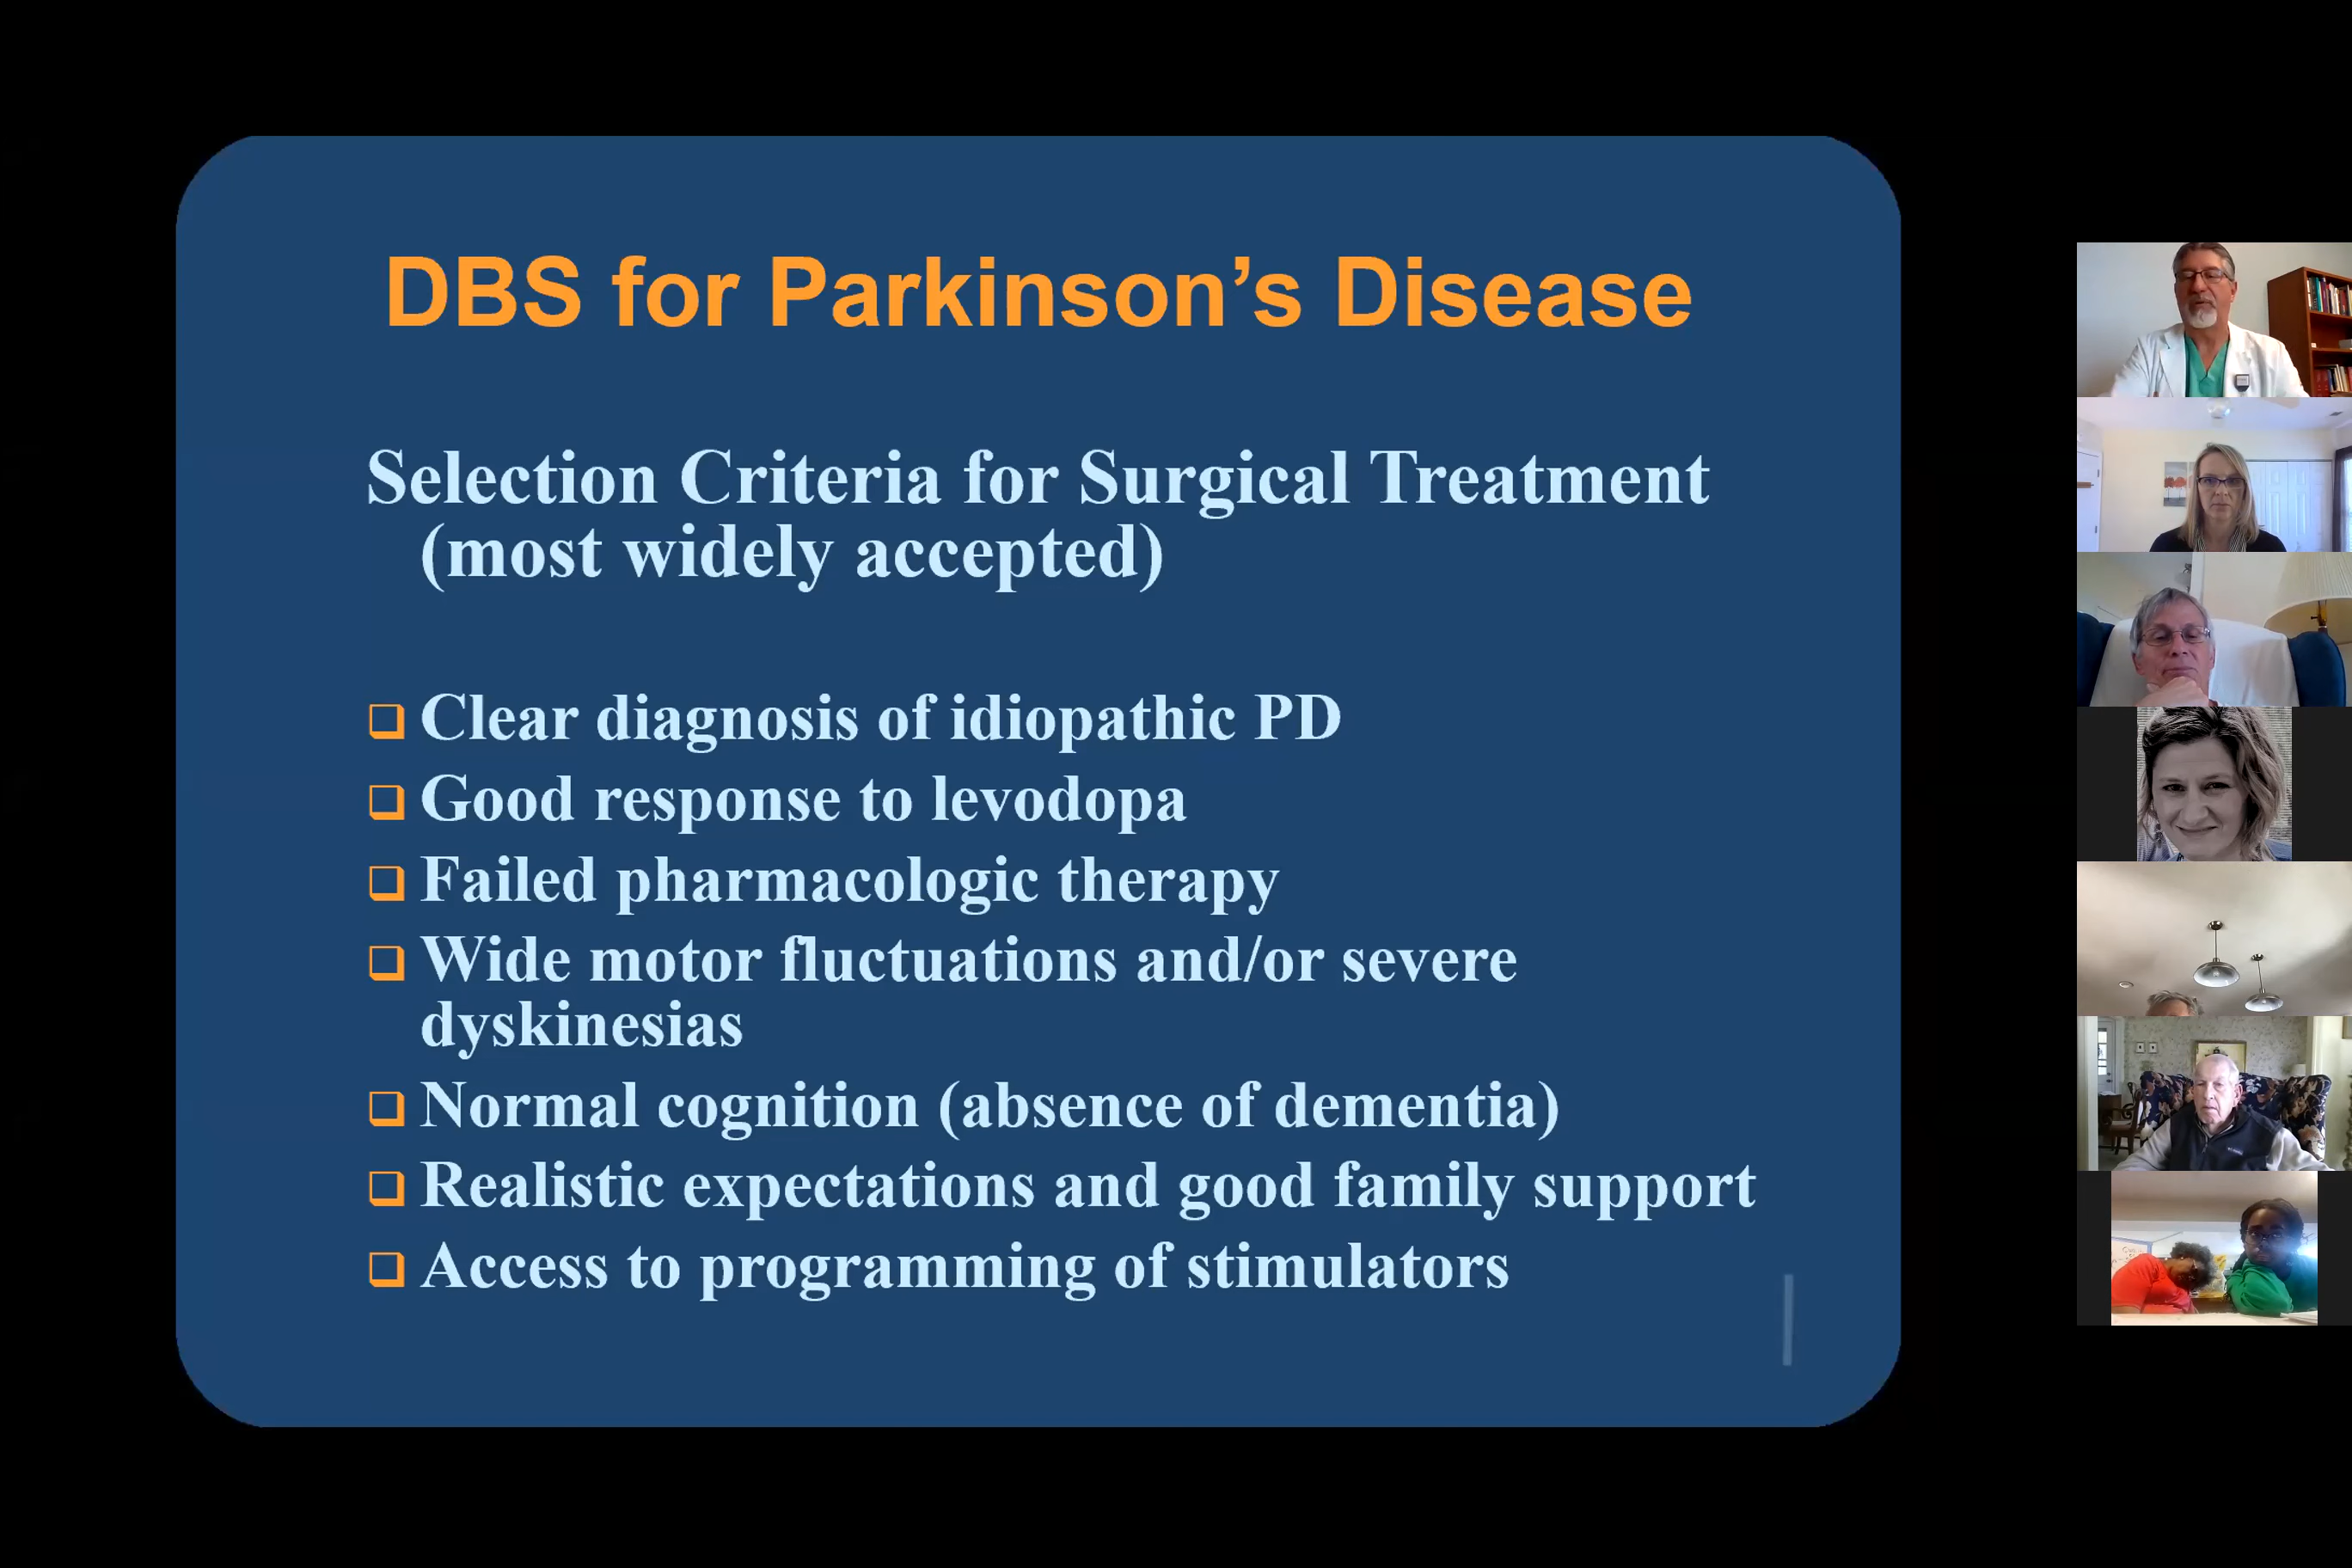 DBS for Parkinson’s Disease
Selection Criteria for Surgical Treatment
(most widely accepted)
Clear diagnosis of idiopathic PD
Good response to levodopa
Failed pharmacologic therapy
Wide motor fluctuations and/or severe
dyskinesias
Normal cognition (absence of dementia)
Realistic expectations and good family support
Access to programming of stimulators